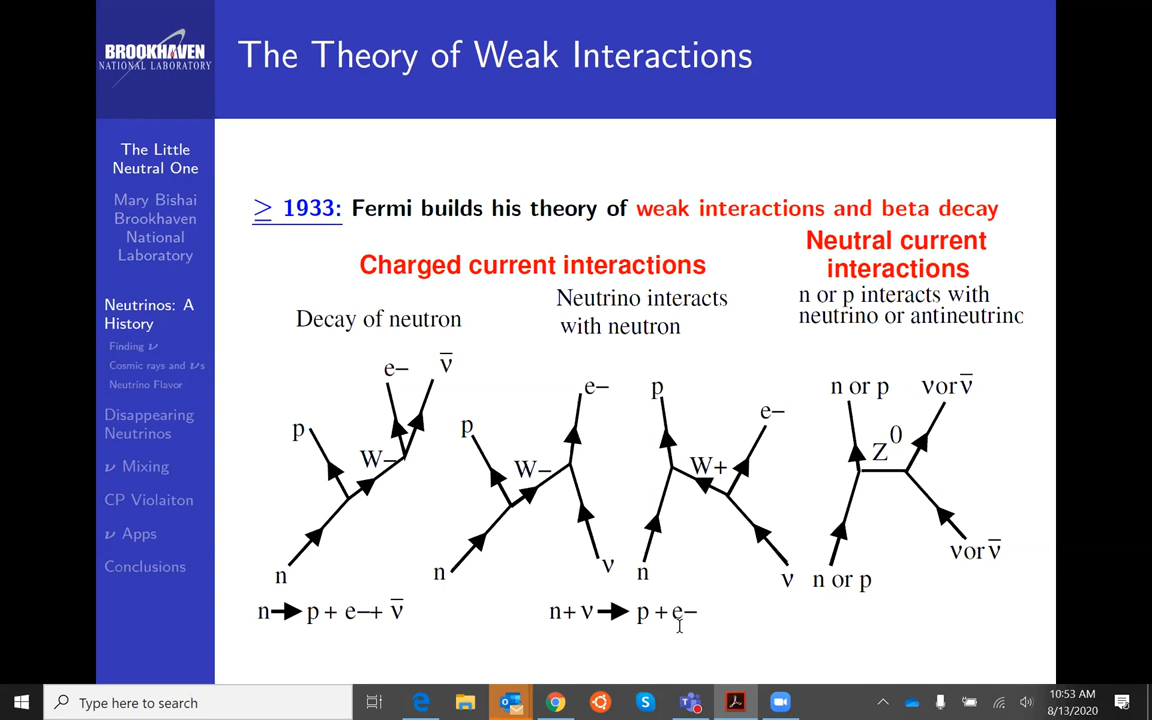 BROOKHAVEN
NATIONAL LABORATORY
The Theory of Weak Interactions
The Little
Neutral One
Mary Bishai
Brookhaven
National
Laboratory
Neutrinos: A
History
Finding ν
Cosmic rays and νs
Neutrino Flavor
Disappearing
Neutrinos
ν Mixing
CP Violaiton
ν Apps
Conclusions
≥ 1933: Fermi builds his theory of weak interactions and beta decay
Charged current interactions
Neutral current
interactions
Decay of neutron
Neutrino interacts
with neutron
n or p interacts with
neutrino or antineutrino
e− ν̅
p
W−
n
n → p + e− + ν̅
e−
p
W−
n
ν
p
e−
W+
n
ν
n + ν → p + e−
n or p
ν or ν̅
Z⁰
ν or ν̅
n or p
Type here to search
10:53 AM
8/13/2020